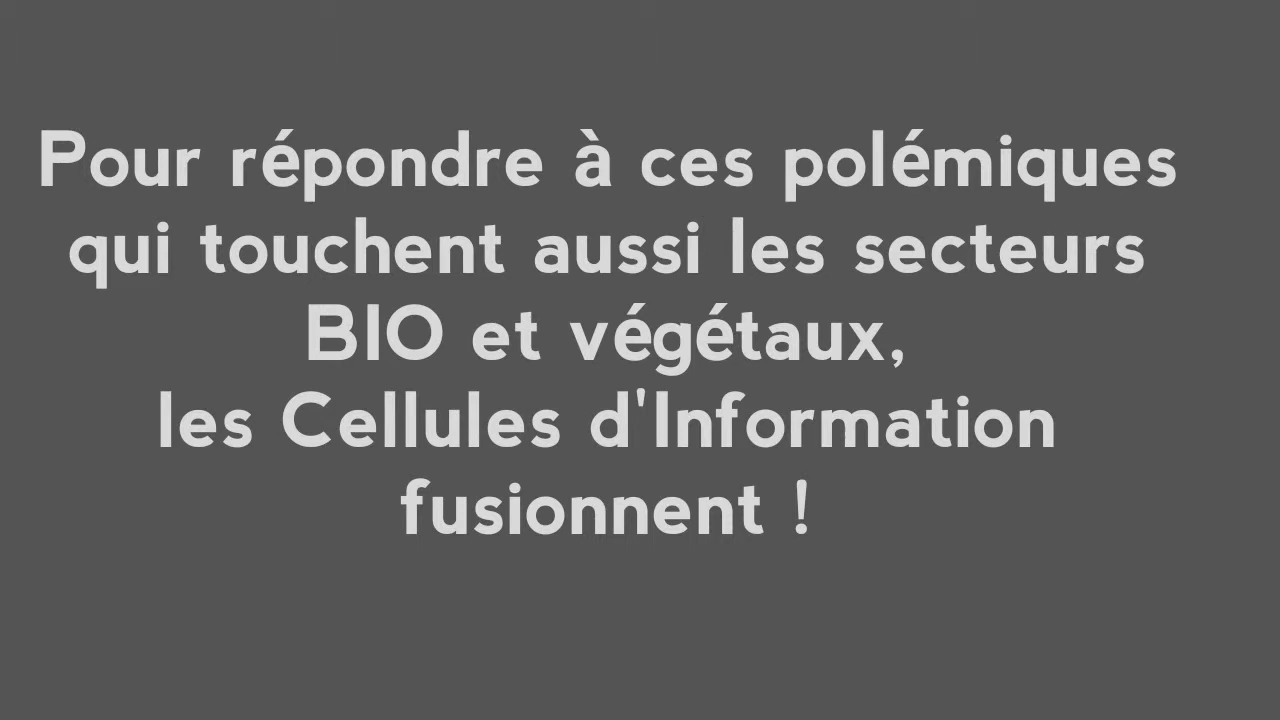 Pour répondre à ces polémiques
qui touchent aussi les secteurs
BIO et végétaux,
les Cellules d'Information
fusionnent !